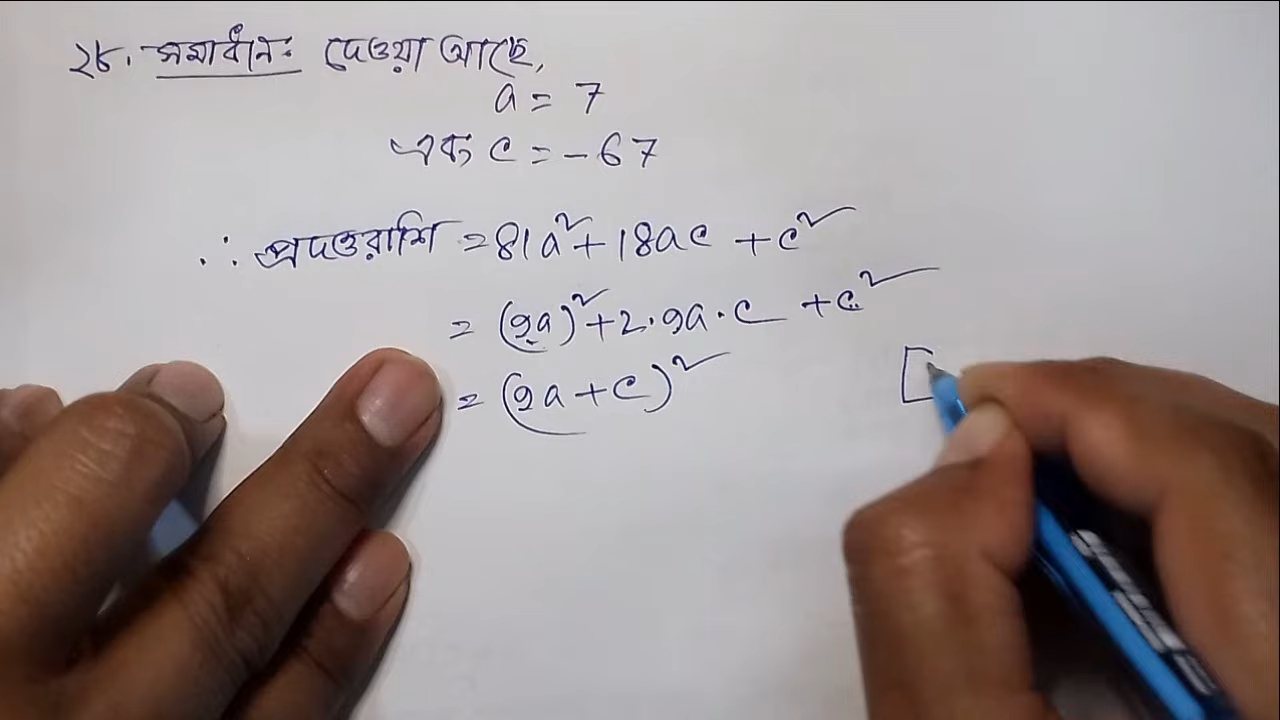 ২৮. সমাধান: দেওয়া আছে,
a = 7
এবং c = -67
∴ প্রদত্তরাশি = 81a² + 18ac + c²
= (9a)² + 2·9a·c + c²
= (9a + c)²
[